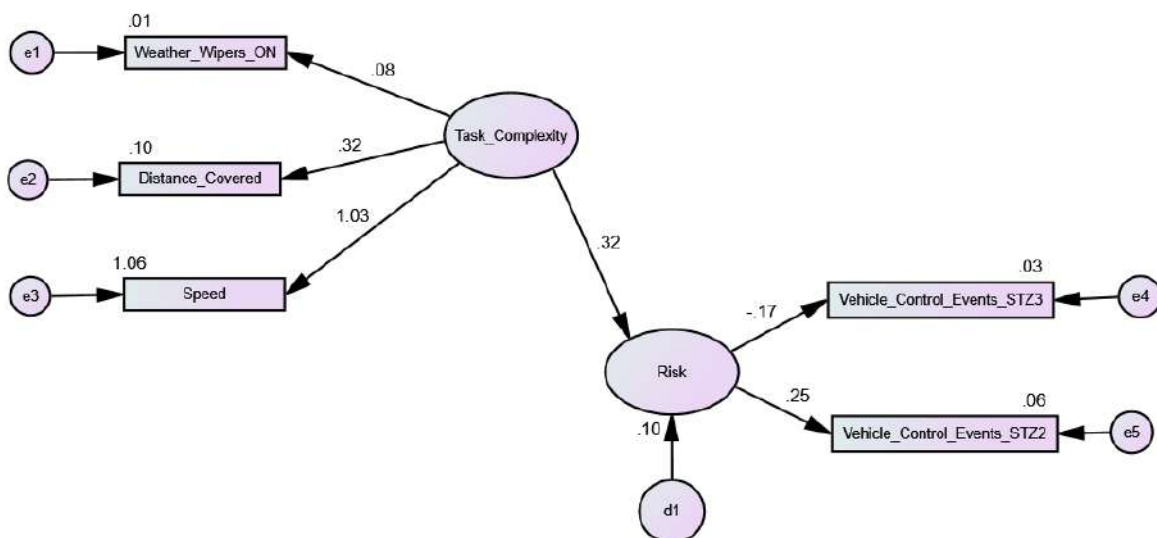 .01
e1
Weather_Wipers_ON
.08
Task_Complexity
.10
.32
e2
Distance_Covered
1.03
1.06
.32
e3
Speed
.03
Vehicle_Control_Events_STZ3
e4
-.17
Risk
.25
.06
.10
Vehicle_Control_Events_STZ2
e5
d1